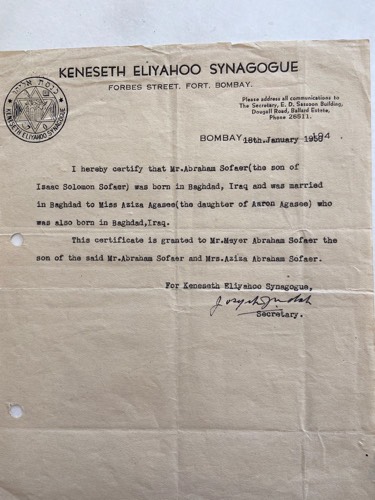 KENESETH ELIYAHOO SYNAGOGUE
FORBES STREET, FORT, BOMBAY.
כנסת אליהו
KENESETH ELIYAHOO SYNAGOGUE
Please address all communications to
The Secretary, E. D. Sassoon Building,
Dougall Road, Ballard Estate,
Phone 26511.
BOMBAY 18th.January 194
I hereby certify that Mr.Abraham Sofaer(the son of
Isaac Solomon Sofaer) was born in Baghdad, Iraq and was married
in Baghdad to Miss Aziza Agasee(the daughter of Aaron Agasee) who
was also born in Baghdad,Iraq.
This certificate is granted to Mr.Meyer Abraham Sofaer the
son of the said Mr.Abraham Sofaer and Mrs.Aziza Abraham Sofaer.
For Keneseth Eliyahoo Synagogue,
Secretary.